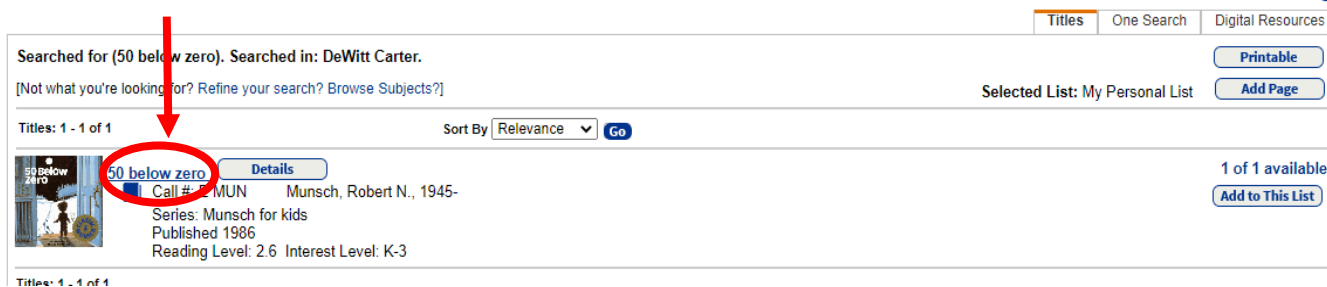 Titles One Search Digital Resources
Searched for (50 below zero). Searched in: DeWitt Carter.
Printable
[Not what you're looking for? Refine your search? Browse Subjects?]
Selected List: My Personal List
Add Page
Titles: 1 - 1 of 1
Sort By Relevance Go
50 Below Zero
50 below zero Details
1 of 1 available
Call #: E MUN Munsch, Robert N., 1945-
Add to This List
Series: Munsch for kids
Published 1986
Reading Level: 2.6 Interest Level: K-3
Titles: 1 - 1 of 1